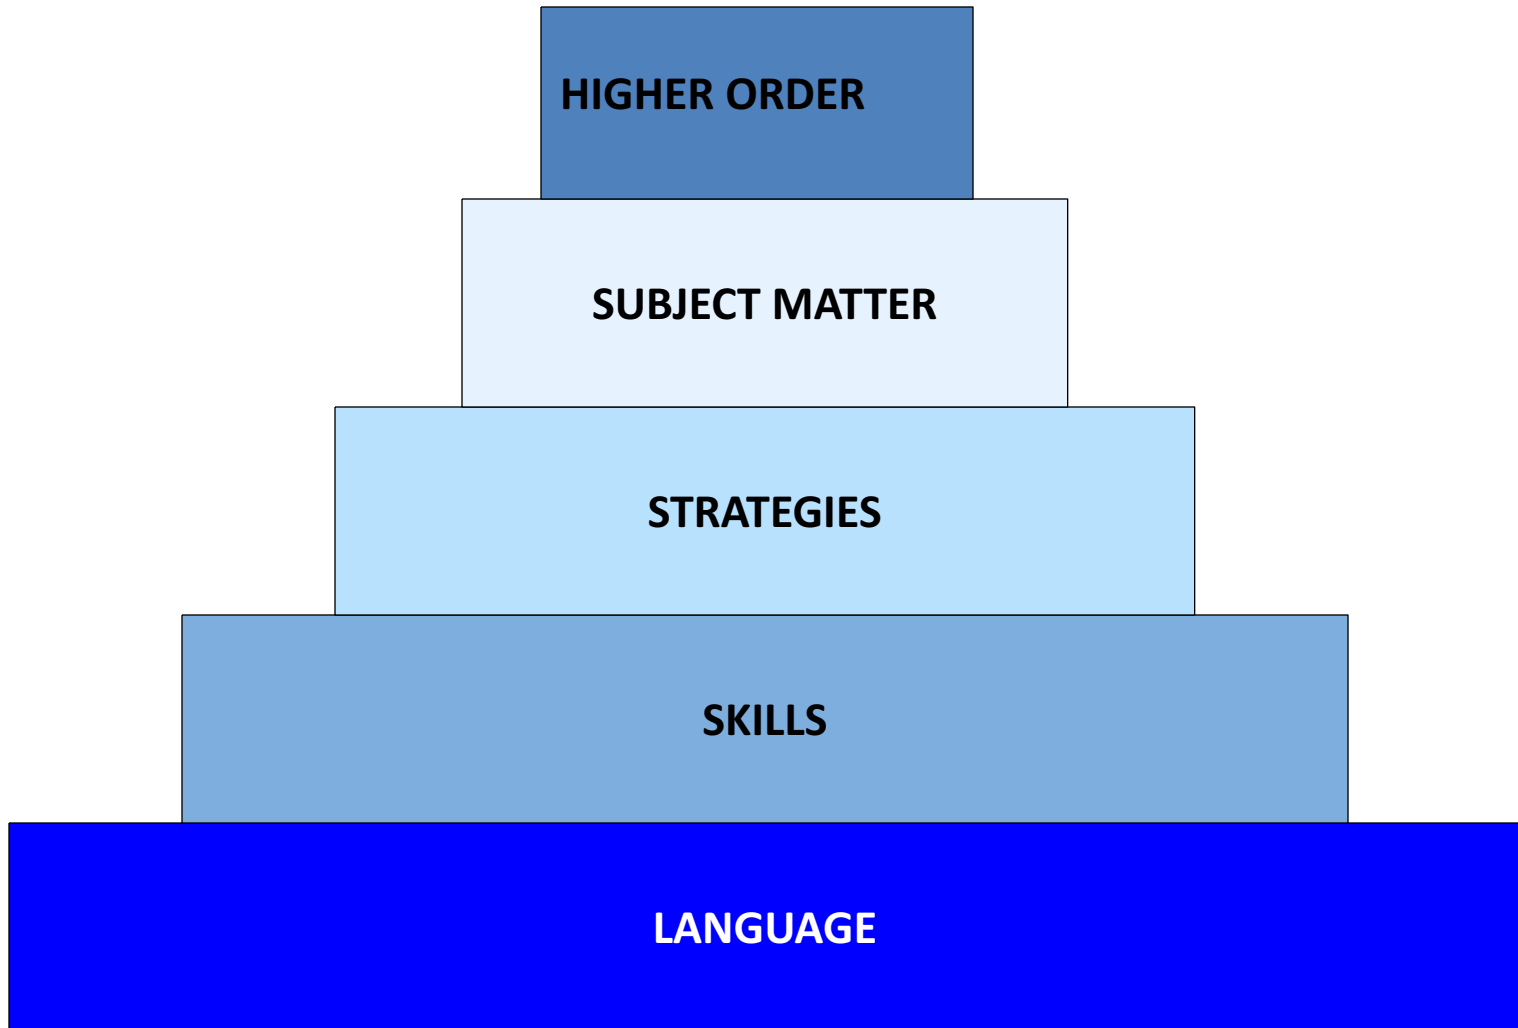 HIGHER ORDER
SUBJECT MATTER
STRATEGIES
SKILLS
LANGUAGE